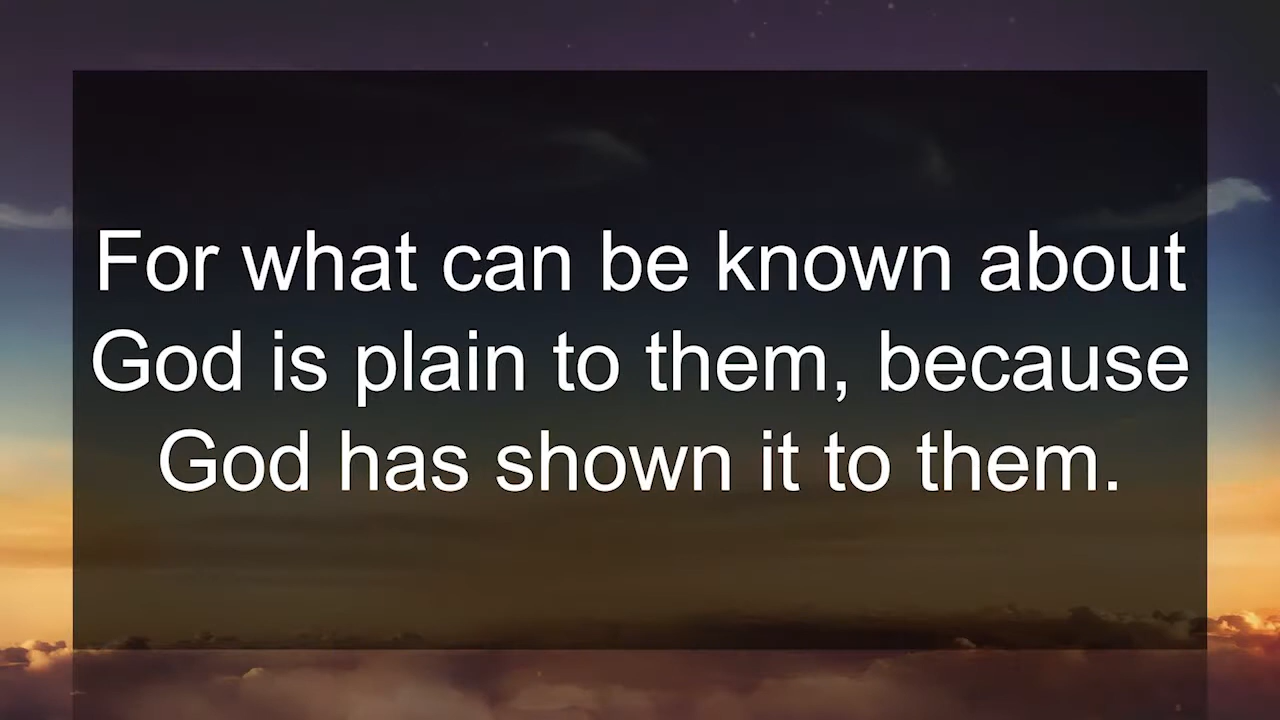 For what can be known about
God is plain to them, because
God has shown it to them.